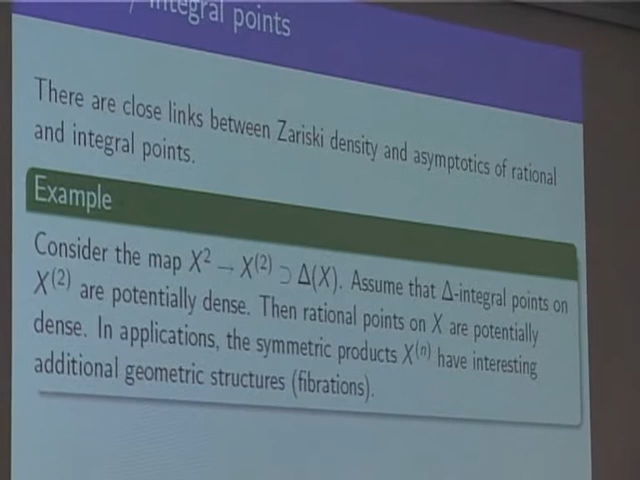 / integral points
There are close links between Zariski density and asymptotics of rational
and integral points.
Example
Consider the map X² → X⁽²⁾ ⊃ Δ(X). Assume that Δ-integral points on
X⁽²⁾ are potentially dense. Then rational points on X are potentially
dense. In applications, the symmetric products X⁽ⁿ⁾ have interesting
additional geometric structures (fibrations).